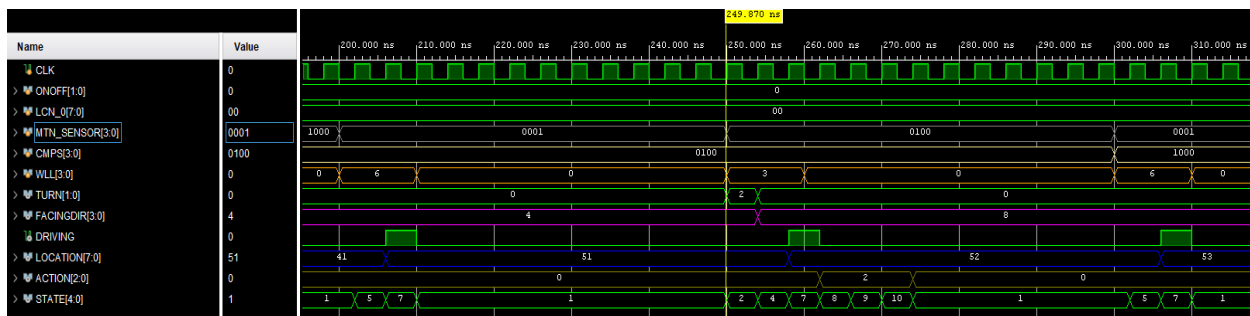 249.870 ns
Name Value
200.000 ns 210.000 ns 220.000 ns 230.000 ns 240.000 ns 250.000 ns 260.000 ns 270.000 ns 280.000 ns 290.000 ns 300.000 ns 310.000 ns
CLK 0
ONOFF[1:0] 0 0
LCN_0[7:0] 00 00
MTN_SENSOR[3:0] 0001 1000 0001 0100 0001
CMPS[3:0] 0100 0100 1000
WLL[3:0] 0 0 6 0 3 0 6 0
TURN[1:0] 0 0 2 0
FACINGDIR[3:0] 4 4 8
DRIVING 0
LOCATION[7:0] 51 41 51 52 53
ACTION[2:0] 0 0 2 0
STATE[4:0] 1 1 5 7 1 2 4 7 8 9 10 1 5 7 1